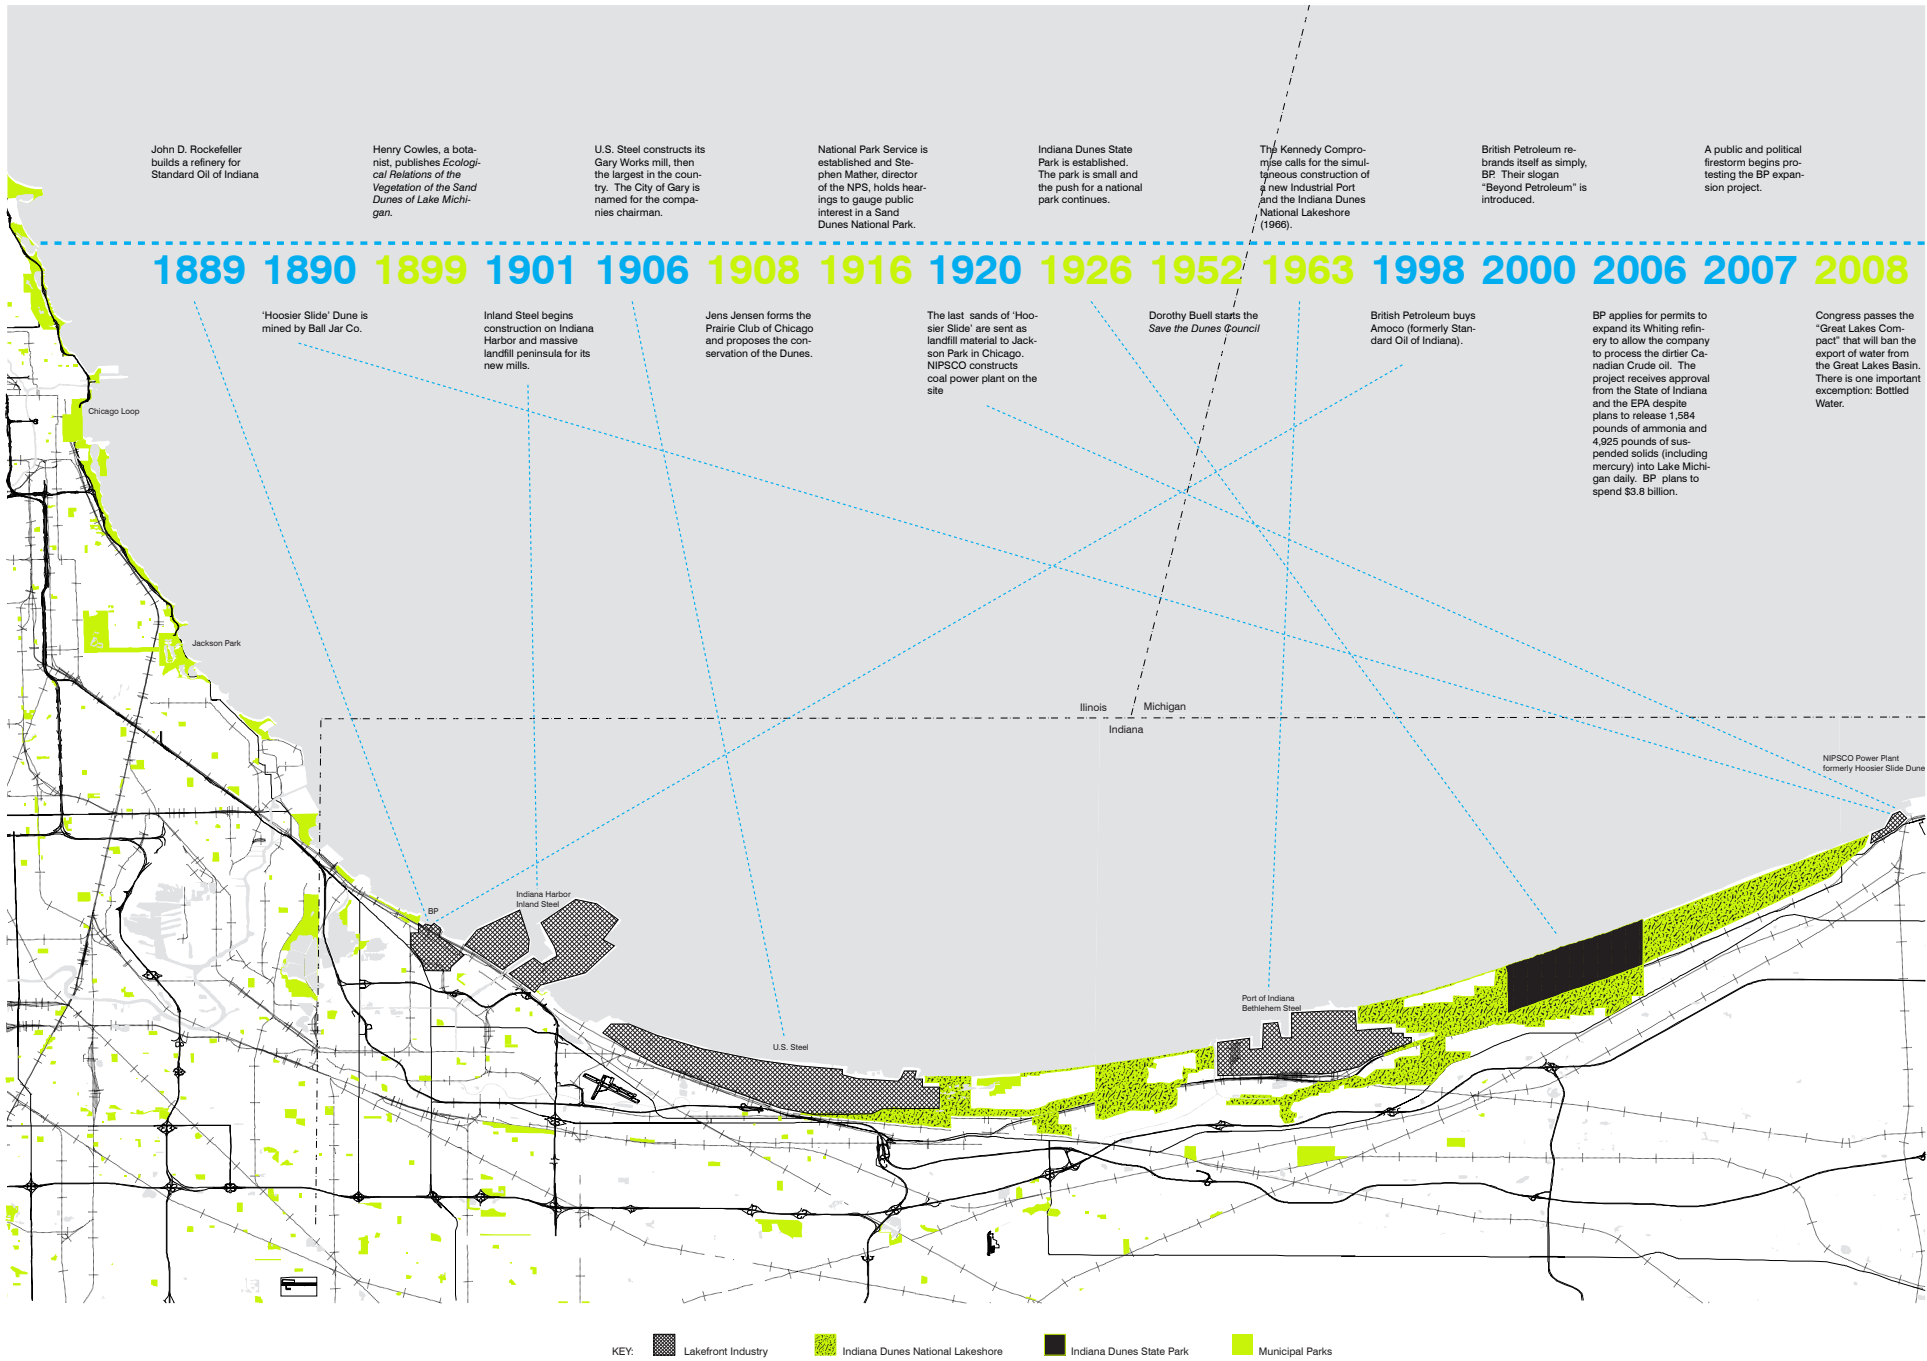 John D. Rockefeller
builds a refinery for
Standard Oil of Indiana
Henry Cowles, a bota-
nist, publishes Ecologi-
cal Relations of the
Vegetation of the Sand
Dunes of Lake Michi-
gan.
U.S. Steel constructs its
Gary Works mill, then
the largest in the coun-
try. The City of Gary is
named for the compa-
nies chairman.
National Park Service is
established and Ste-
phen Mather, director
of the NPS, holds hear-
ings to gauge public
interest in a Sand
Dunes National Park.
Indiana Dunes State
Park is established.
The park is small and
the push for a national
park continues.
The Kennedy Compro-
mise calls for the simul-
taneous construction of
a new Industrial Port
and the Indiana Dunes
National Lakeshore
(1966).
British Petroleum re-
brands itself as simply,
BP. Their slogan
“Beyond Petroleum” is
introduced.
A public and political
firestorm begins pro-
testing the BP expan-
sion project.
1889 1890 1899 1901 1906 1908 1916 1920 1926 1952 1963 1998 2000 2006 2007 2008
‘Hoosier Slide’ Dune is
mined by Ball Jar Co.
Inland Steel begins
construction on Indiana
Harbor and massive
landfill peninsula for its
new mills.
Jens Jensen forms the
Prairie Club of Chicago
and proposes the con-
servation of the Dunes.
The last sands of ‘Hoo-
sier Slide’ are sent as
landfill material to Jack-
son Park in Chicago.
NIPSCO constructs
coal power plant on the
site
Dorothy Buell starts the
Save the Dunes Council
British Petroleum buys
Amoco (formerly Stan-
dard Oil of Indiana).
BP applies for permits to
expand its Whiting refin-
ery to allow the company
to process the dirtier Ca-
nadian Crude oil. The
project receives approval
from the State of Indiana
and the EPA despite
plans to release 1,584
pounds of ammonia and
4,925 pounds of sus-
pended solids (including
mercury) into Lake Michi-
gan daily. BP plans to
spend $3.8 billion.
Congress passes the
“Great Lakes Com-
pact” that will ban the
export of water from
the Great Lakes Basin.
There is one important
excemption: Bottled
Water.
Chicago Loop
Jackson Park
Illinois
Michigan
Indiana
NIPSCO Power Plant
formerly Hoosier Slide Dune
BP
Indiana Harbor
Inland Steel
Port of Indiana
Bethlehem Steel
U.S. Steel
KEY: Lakefront Industry Indiana Dunes National Lakeshore Indiana Dunes State Park Municipal Parks